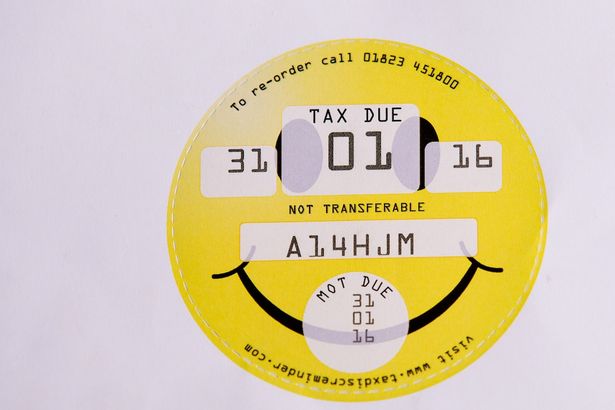 To re-order call 01823 451800
TAX DUE
31 01 16
NOT TRANSFERABLE
A14HJM
MOT DUE
31
01
16
visit www.taxdiscreminder.com